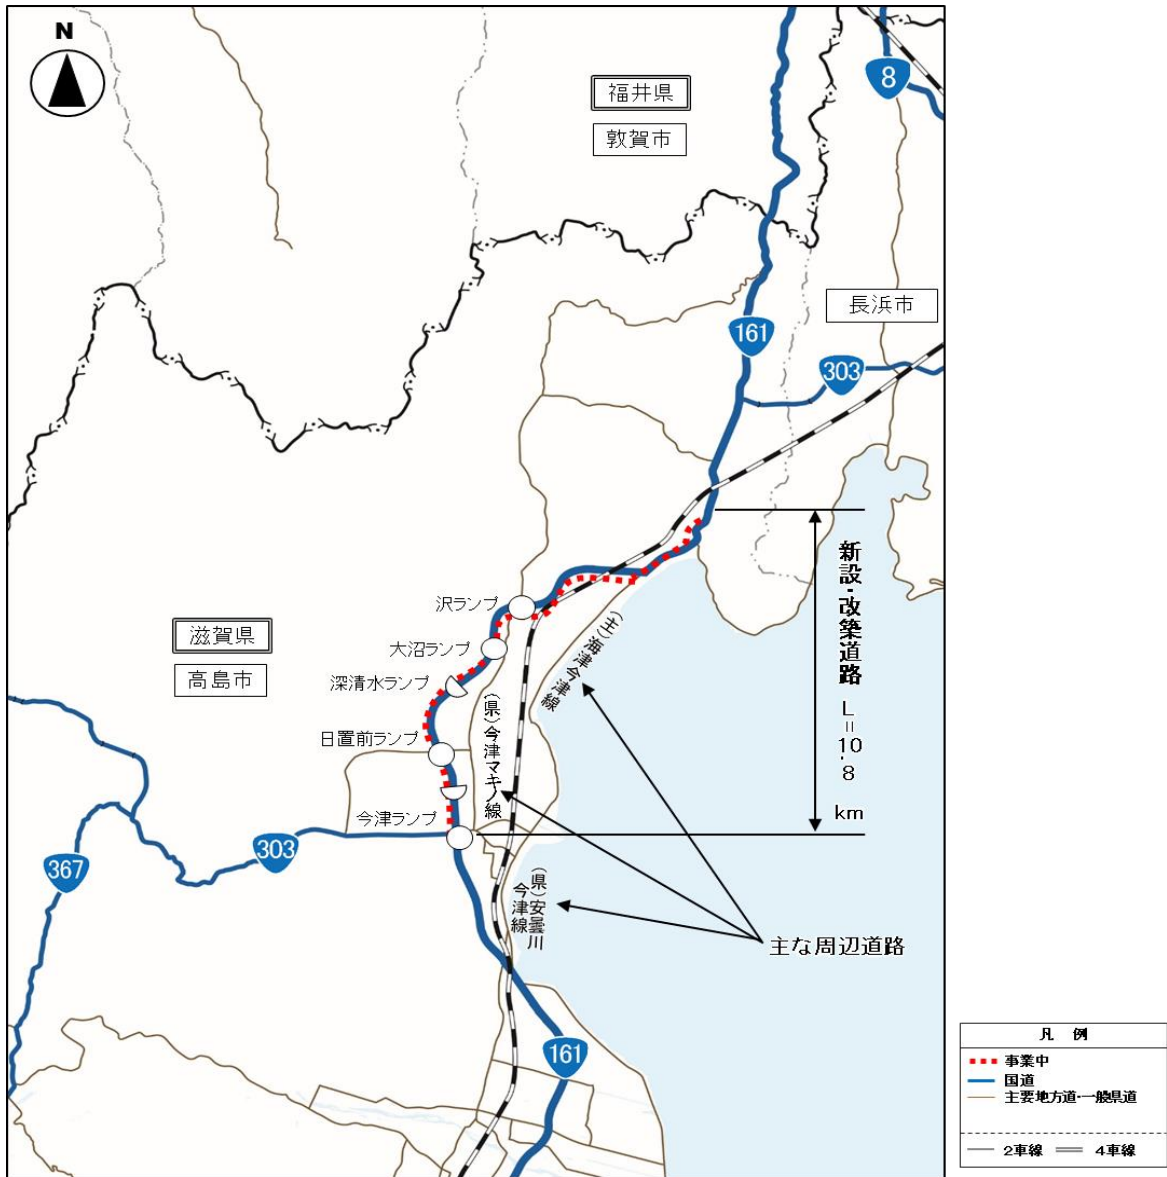 N
福井県
敦賀市
8
長浜市
161
303
新設・改築道路 L=10.8 km
沢ランプ
大沼ランプ
深清水ランプ
日置前ランプ
今津ランプ
滋賀県
高島市
(主)海津今津線
(県)今津マキノ線
(県)安曇川
今津線
主な周辺道路
303
367
161
凡 例
事業中
国道
主要地方道・一般県道
2車線 4車線